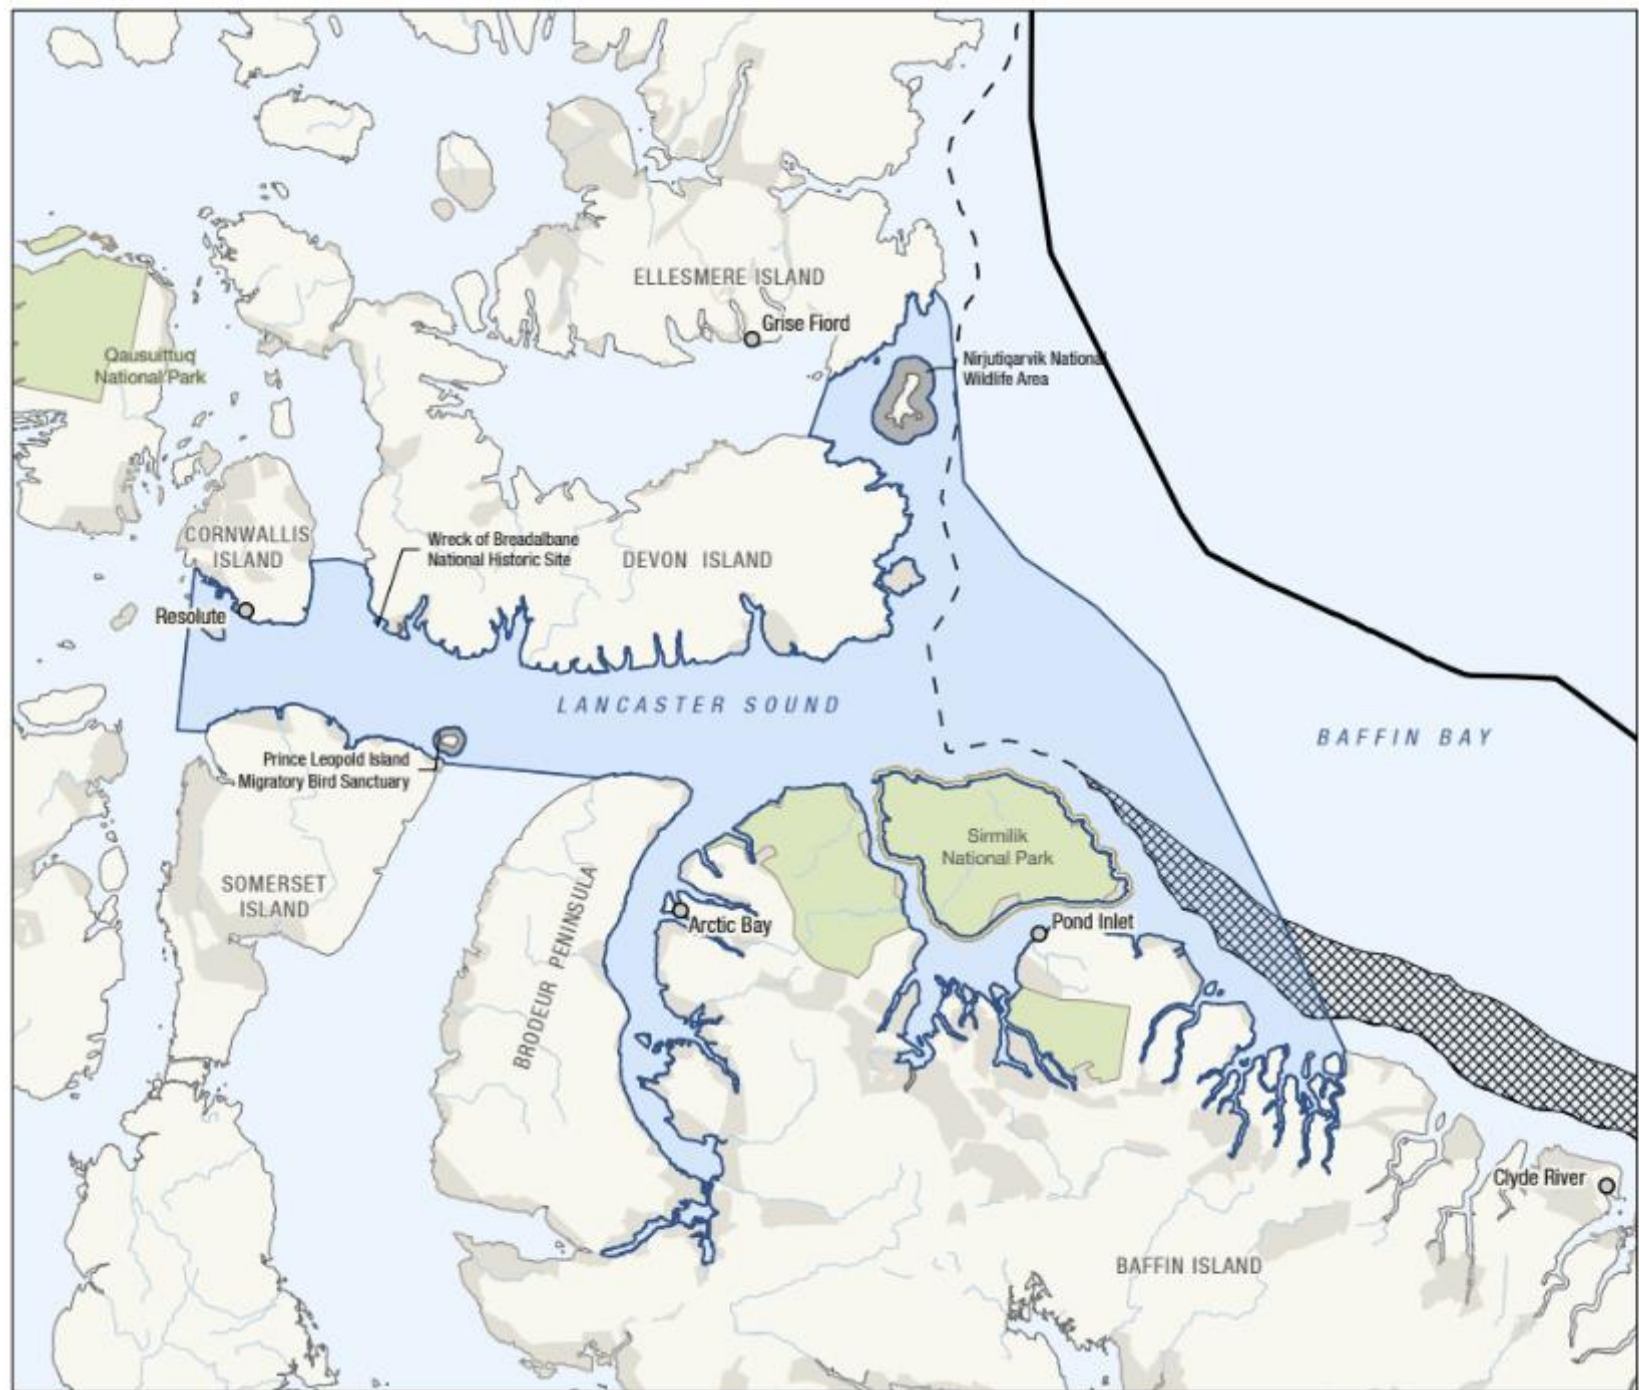 ELLESMERE ISLAND
Grise Fiord
Qausuittuq
National Park
Nirjutiqarvik National
Wildlife Area
CORNWALLIS
ISLAND
Wreck of Breadalbane
National Historic Site
DEVON ISLAND
Resolute
LANCASTER SOUND
BAFFIN BAY
Prince Leopold Island
Migratory Bird Sanctuary
Sirmilik
National Park
SOMERSET
ISLAND
BRODEUR PENINSULA
Arctic Bay
Pond Inlet
Clyde River
BAFFIN ISLAND